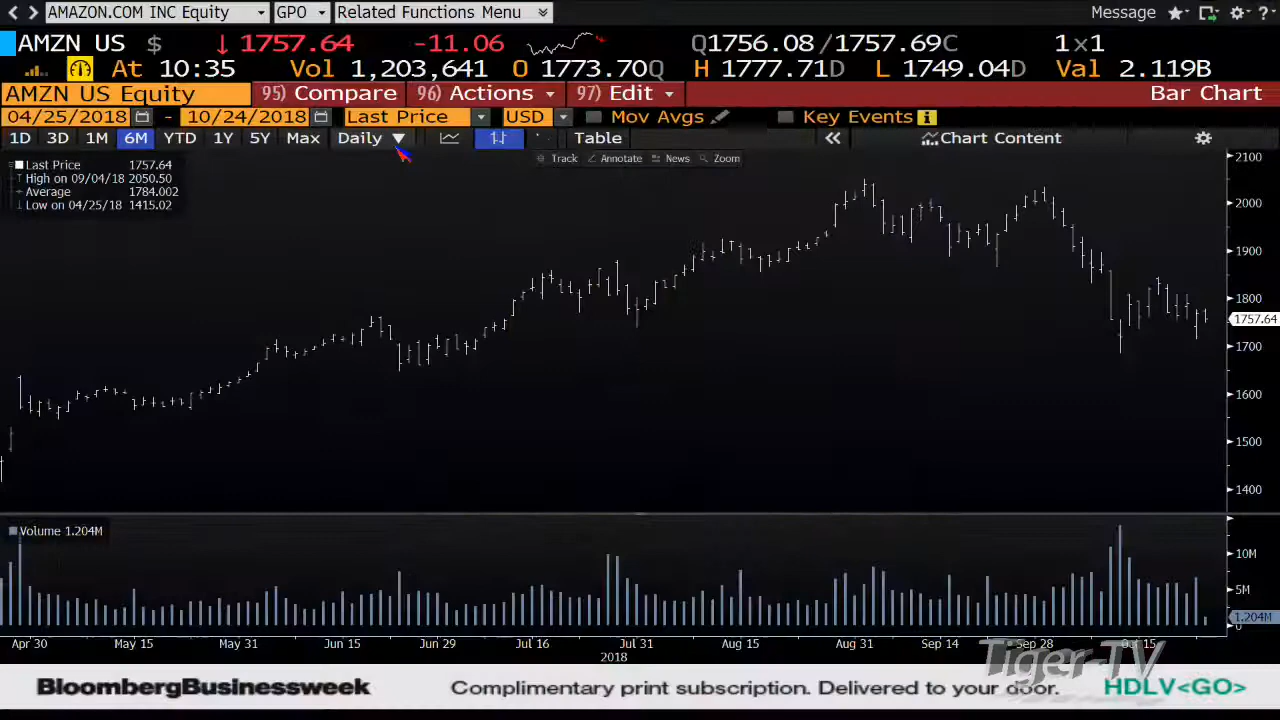 AMAZON.COM INC Equity GPO Related Functions Menu Message
AMZN US $ ↓1757.64 -11.06 Q1756.08/1757.69C 1×1
At 10:35 Vol 1,203,641 O 1773.70Q H 1777.71D L 1749.04D Val 2.119B
AMZN US Equity 95) Compare 96) Actions 97) Edit Bar Chart
04/25/2018 - 10/24/2018 Last Price USD Mov Avgs Key Events
1D 3D 1M 6M YTD 1Y 5Y Max Daily Table Chart Content
Track Annotate News Zoom
Last Price 1757.64
High on 09/04/18 2050.50
Average 1784.002
Low on 04/25/18 1415.02
2100
2000
1900
1800
1757.64
1700
1600
1500
1400
Volume 1.204M
10M
5M
1.204M
0
Apr 30 May 15 May 31 Jun 15 Jun 29 Jul 16 Jul 31 Aug 15 Aug 31 Sep 14 Sep 28 Oct 15
2018
Tiger-TV
BloombergBusinessweek Complimentary print subscription. Delivered to your door. HDLV<GO>